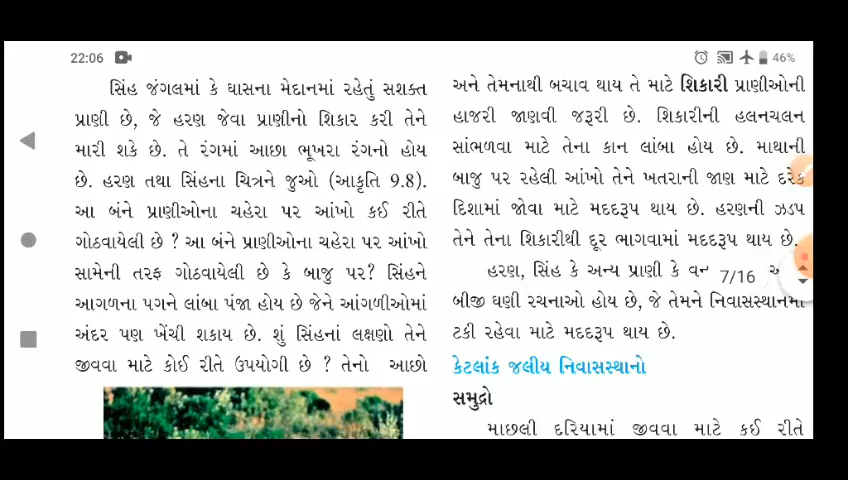 22:06
46%
સિંહ જંગલમાં કે ઘાસના મેદાનમાં રહેતું સશક્ત
પ્રાણી છે, જે હરણ જેવા પ્રાણીનો શિકાર કરી તેને
મારી શકે છે. તે રંગમાં આછા ભૂખરા રંગનો હોય
છે. હરણ તથા સિંહના ચિત્રને જુઓ (આકૃતિ 9.8).
આ બંને પ્રાણીઓના ચહેરા પર આંખો કઈ રીતે
ગોઠવાયેલી છે ? આ બંને પ્રાણીઓના ચહેરા પર આંખો
સામેની તરફ ગોઠવાયેલી છે કે બાજુ પર? સિંહને
આગળના પગને લાંબા પંજા હોય છે જેને આંગળીઓમાં
અંદર પણ ખેંચી શકાય છે. શું સિંહનાં લક્ષણો તેને
જીવવા માટે કોઈ રીતે ઉપયોગી છે ? તેનો આછો
અને તેમનાથી બચાવ થાય તે માટે શિકારી પ્રાણીઓની
હાજરી જાણવી જરૂરી છે. શિકારીની હલનચલન
સાંભળવા માટે તેના કાન લાંબા હોય છે. માથાની
બાજુ પર રહેલી આંખો તેને ખતરાની જાણ માટે દરેક
દિશામાં જોવા માટે મદદરૂપ થાય છે. હરણની ઝડપ
તેને તેના શિકારીથી દૂર ભાગવામાં મદદરૂપ થાય છે.
હરણ, સિંહ કે અન્ય પ્રાણી કે 7/16
બીજી ઘણી રચનાઓ હોય છે, જે તેમને નિવાસસ્થાનમાં
ટકી રહેવા માટે મદદરૂપ થાય છે.
કેટલાંક જલીય નિવાસસ્થાનો
સમુદ્રો
માછલી દરિયામાં જીવવા માટે કઈ રીતે